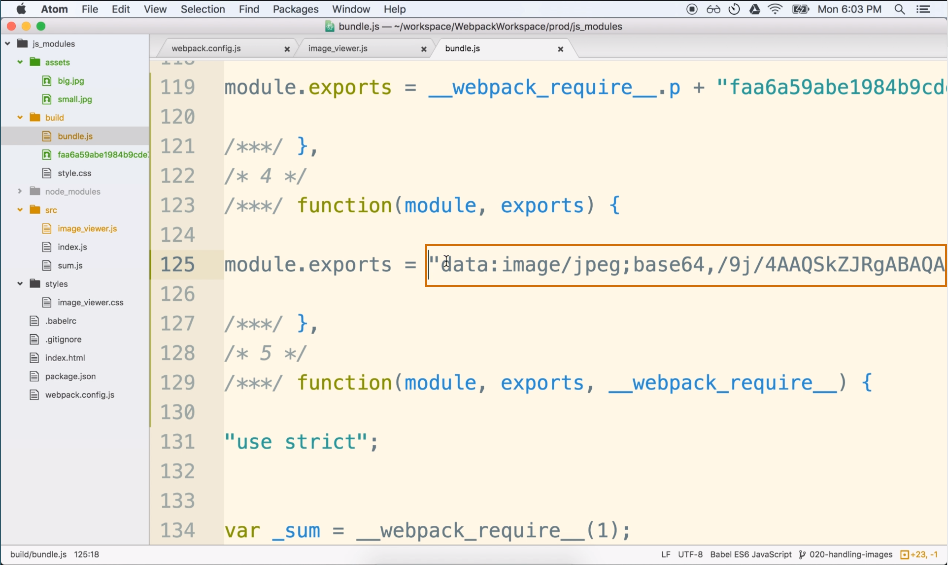 Atom File Edit View Selection Find Packages Window Help Mon 6:03 PM
bundle.js — ~/workspace/WebpackWorkspace/prod/js_modules
js_modules
assets
big.jpg
small.jpg
build
bundle.js
faa6a59abe1984b9cde
style.css
node_modules
src
image_viewer.js
index.js
sum.js
styles
image_viewer.css
.babelrc
.gitignore
index.html
package.json
webpack.config.js
webpack.config.js image_viewer.js bundle.js
118
119 module.exports = __webpack_require__.p + "faa6a59abe1984b9cd
120
121 /***/ },
122 /* 4 */
123 /***/ function(module, exports) {
124
125 module.exports = "data:image/jpeg;base64,/9j/4AAQSkZJRgABAQA
126
127 /***/ },
128 /* 5 */
129 /***/ function(module, exports, __webpack_require__) {
130
131 "use strict";
132
133
134 var _sum = __webpack_require__(1);
build/bundle.js 125:18 LF UTF-8 Babel ES6 JavaScript 020-handling-images +23, -1